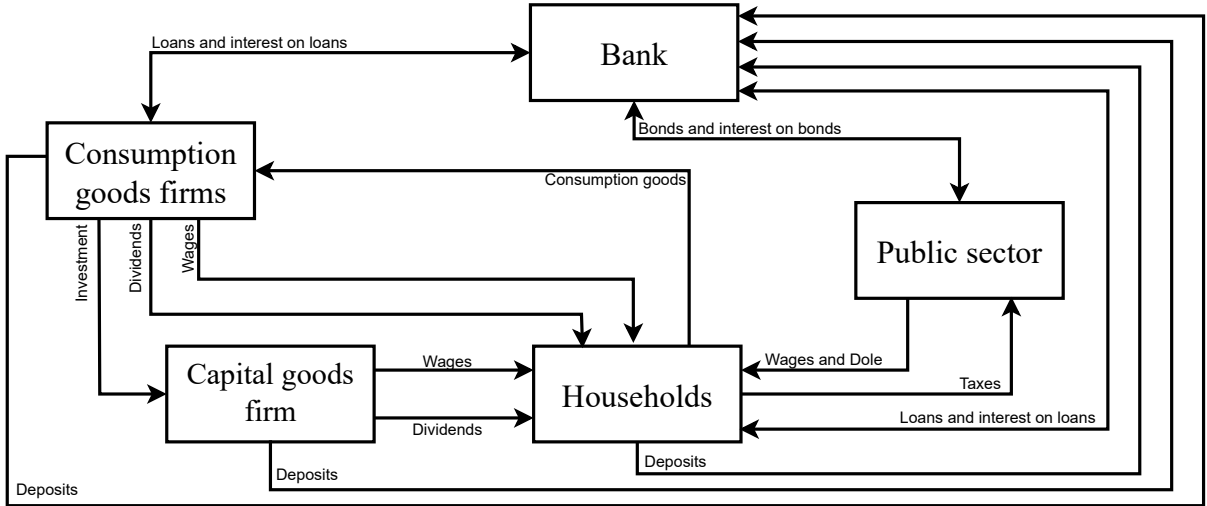 Loans and interest on loans
Bank
Bonds and interest on bonds
Consumption
goods firms
Consumption goods
Investment
Dividends
Wages
Public sector
Capital goods
firm
Wages
Dividends
Households
Wages and Dole
Taxes
Loans and interest on loans
Deposits
Deposits
Deposits